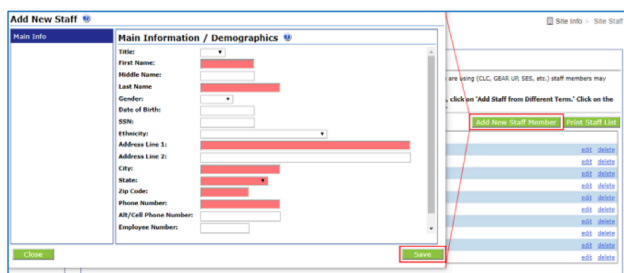 Add New Staff
Site Info > Site Staff
Main Info
Main Information / Demographics
Title:
First Name:
Middle Name:
Last Name
Gender:
Date of Birth:
SSN:
Ethnicity:
Address Line 1:
Address Line 2:
City:
State:
Zip Code:
Phone Number:
Alt/Cell Phone Number:
Employee Number:
Close
Save
are using (CLC, GEAR UP, SES, etc.) staff members may
, click on 'Add Staff from Different Term.' Click on the
Add New Staff Member
Print Staff List
edit delete
edit delete
edit delete
edit delete
edit delete
edit delete
edit delete
edit delete
edit delete